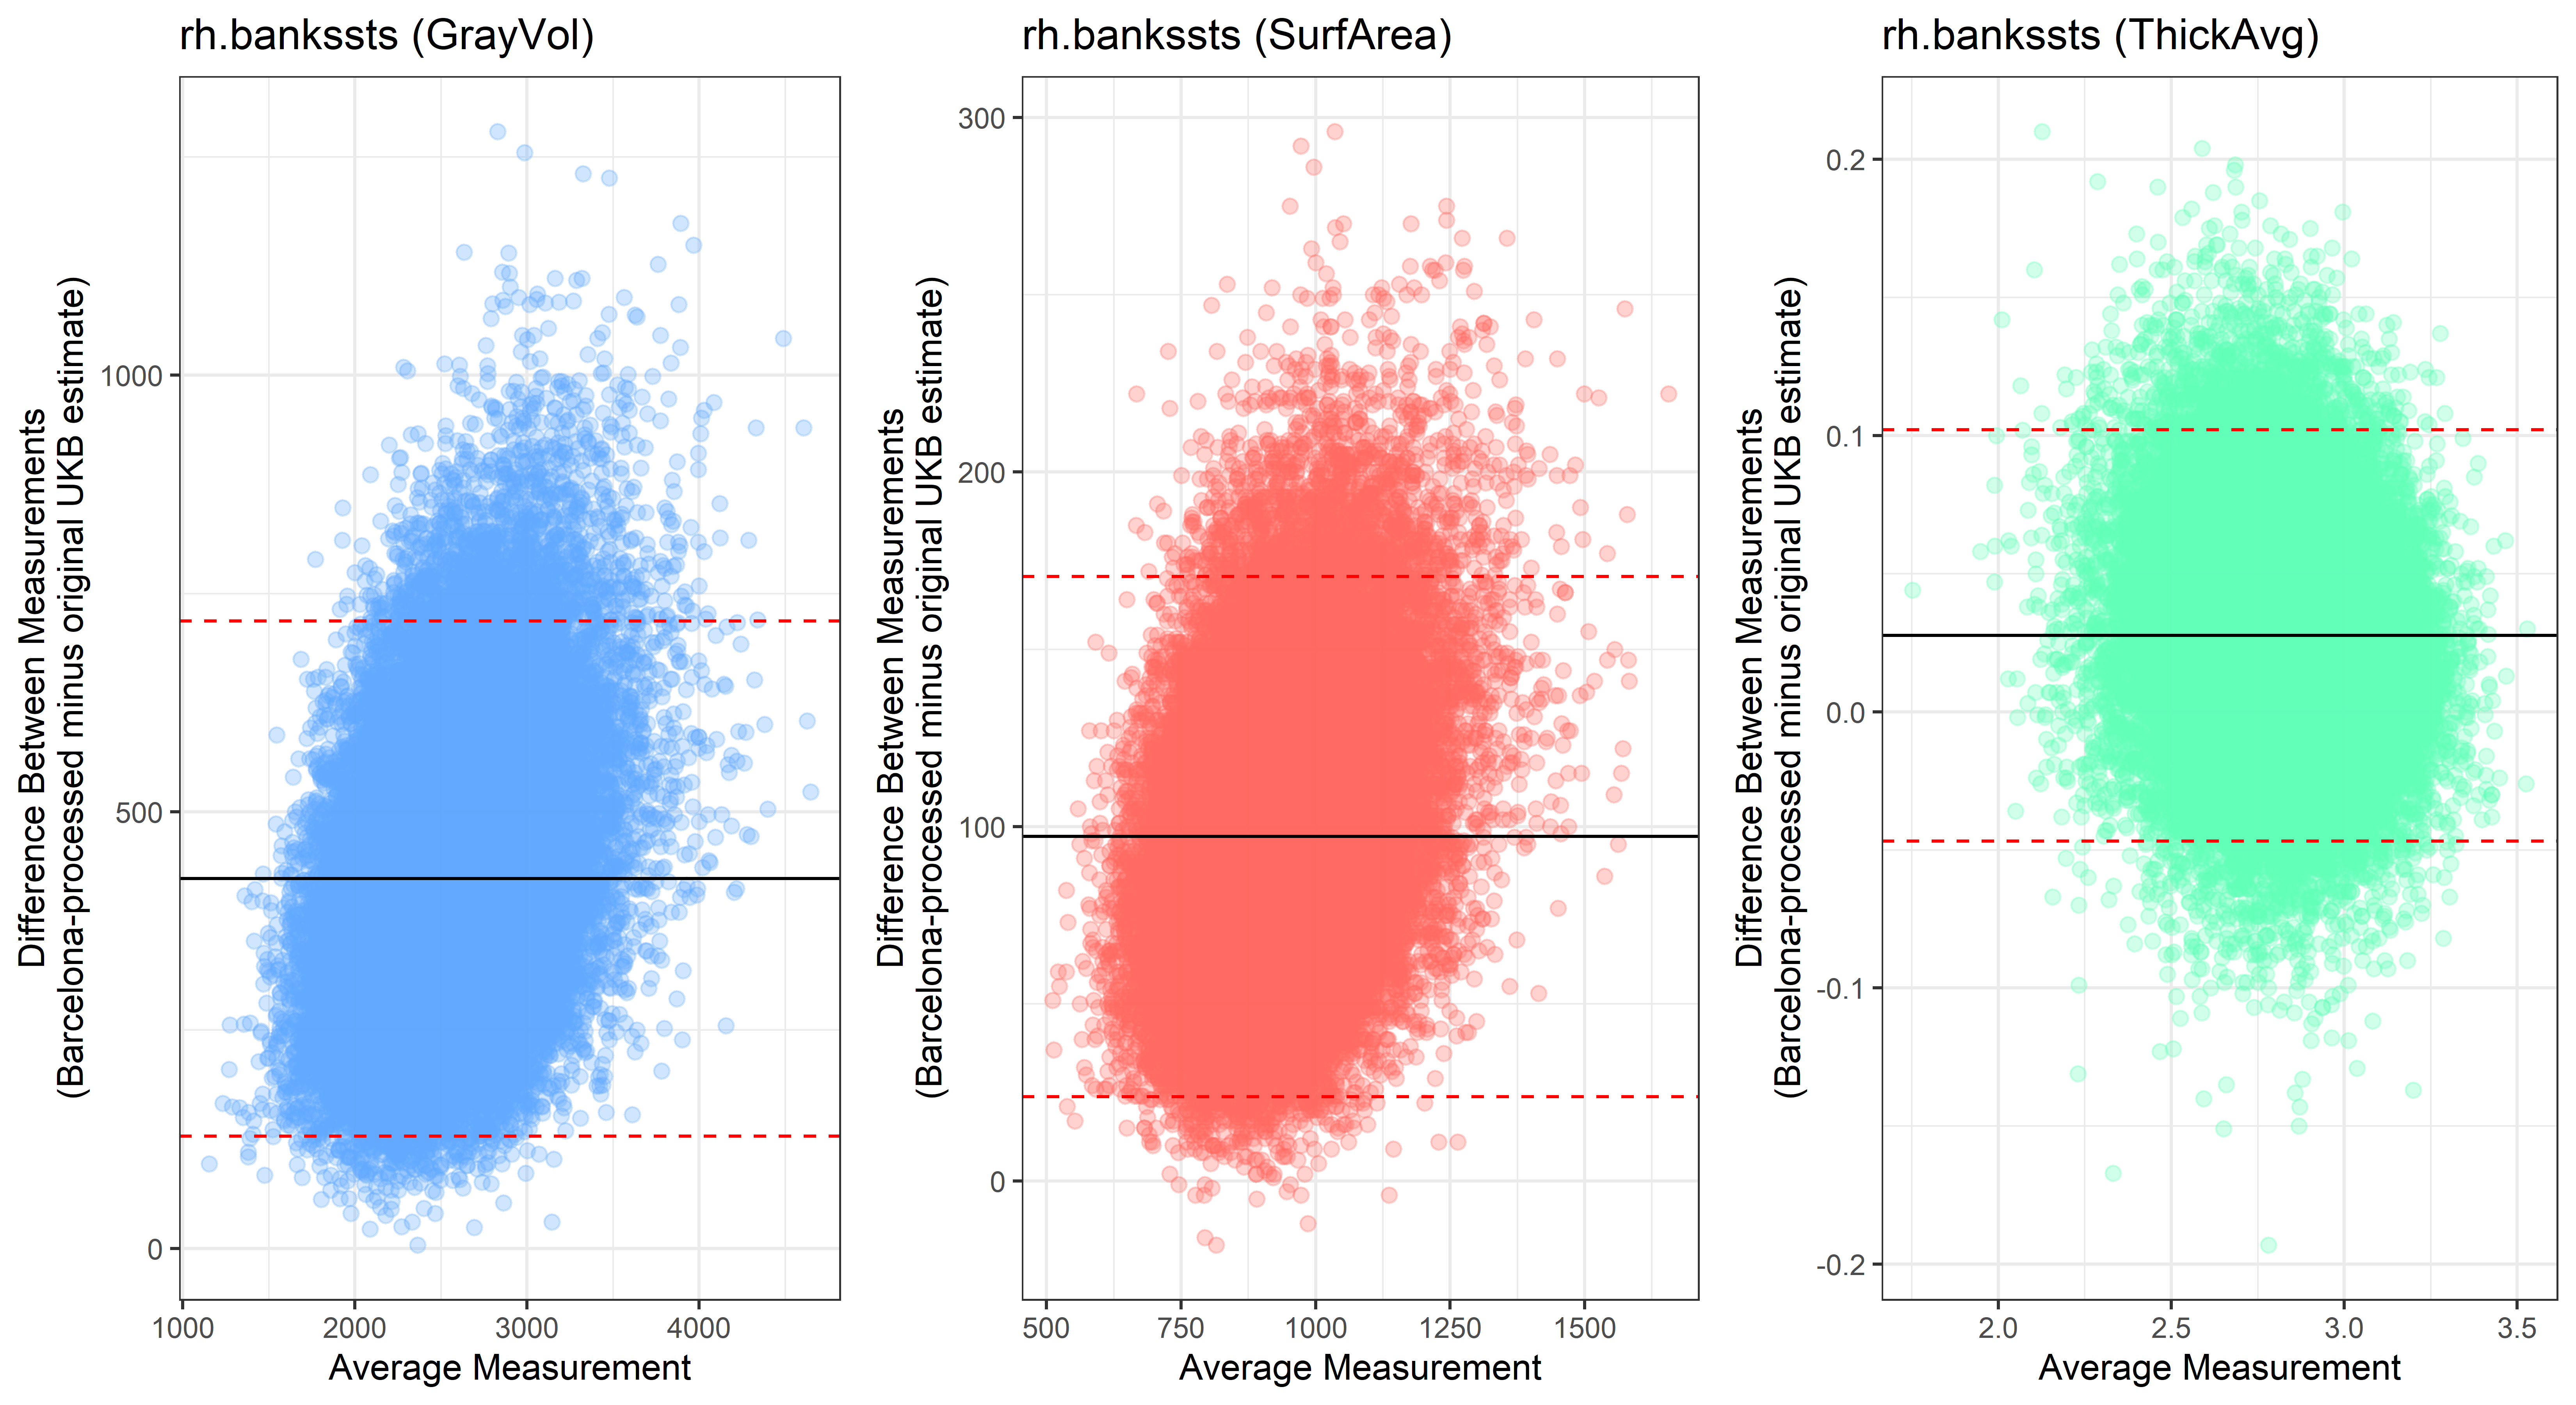 rh.bankssts (GrayVol)
Difference Between Measurements
(Barcelona-processed minus original UKB estimate)
1000
500
0
1000 2000 3000 4000
Average Measurement
rh.bankssts (SurfArea)
Difference Between Measurements
(Barcelona-processed minus original UKB estimate)
300
200
100
0
500 750 1000 1250 1500
Average Measurement
rh.bankssts (ThickAvg)
Difference Between Measurements
(Barcelona-processed minus original UKB estimate)
0.2
0.1
0.0
-0.1
-0.2
2.0 2.5 3.0 3.5
Average Measurement